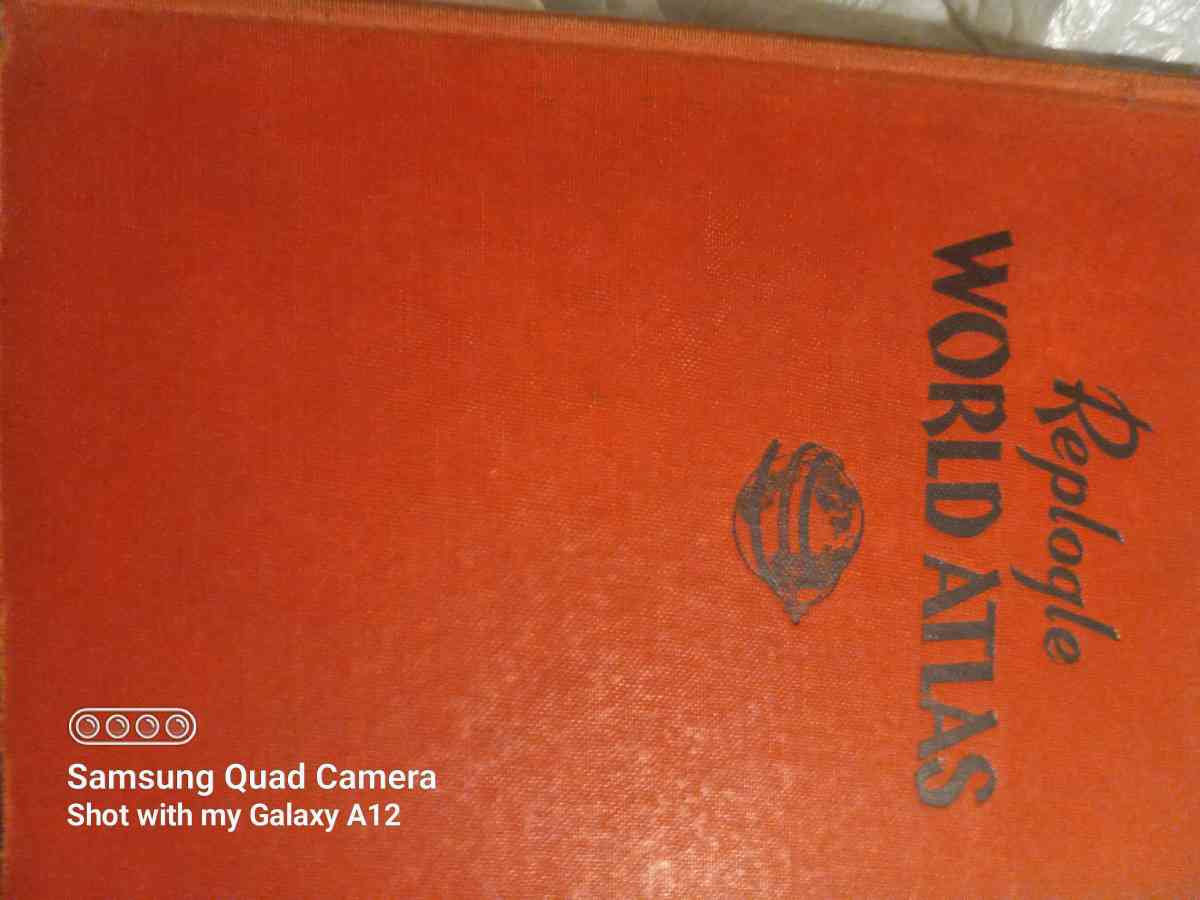 Replogle
WORLD ATLAS
Samsung Quad Camera
Shot with my Galaxy A12